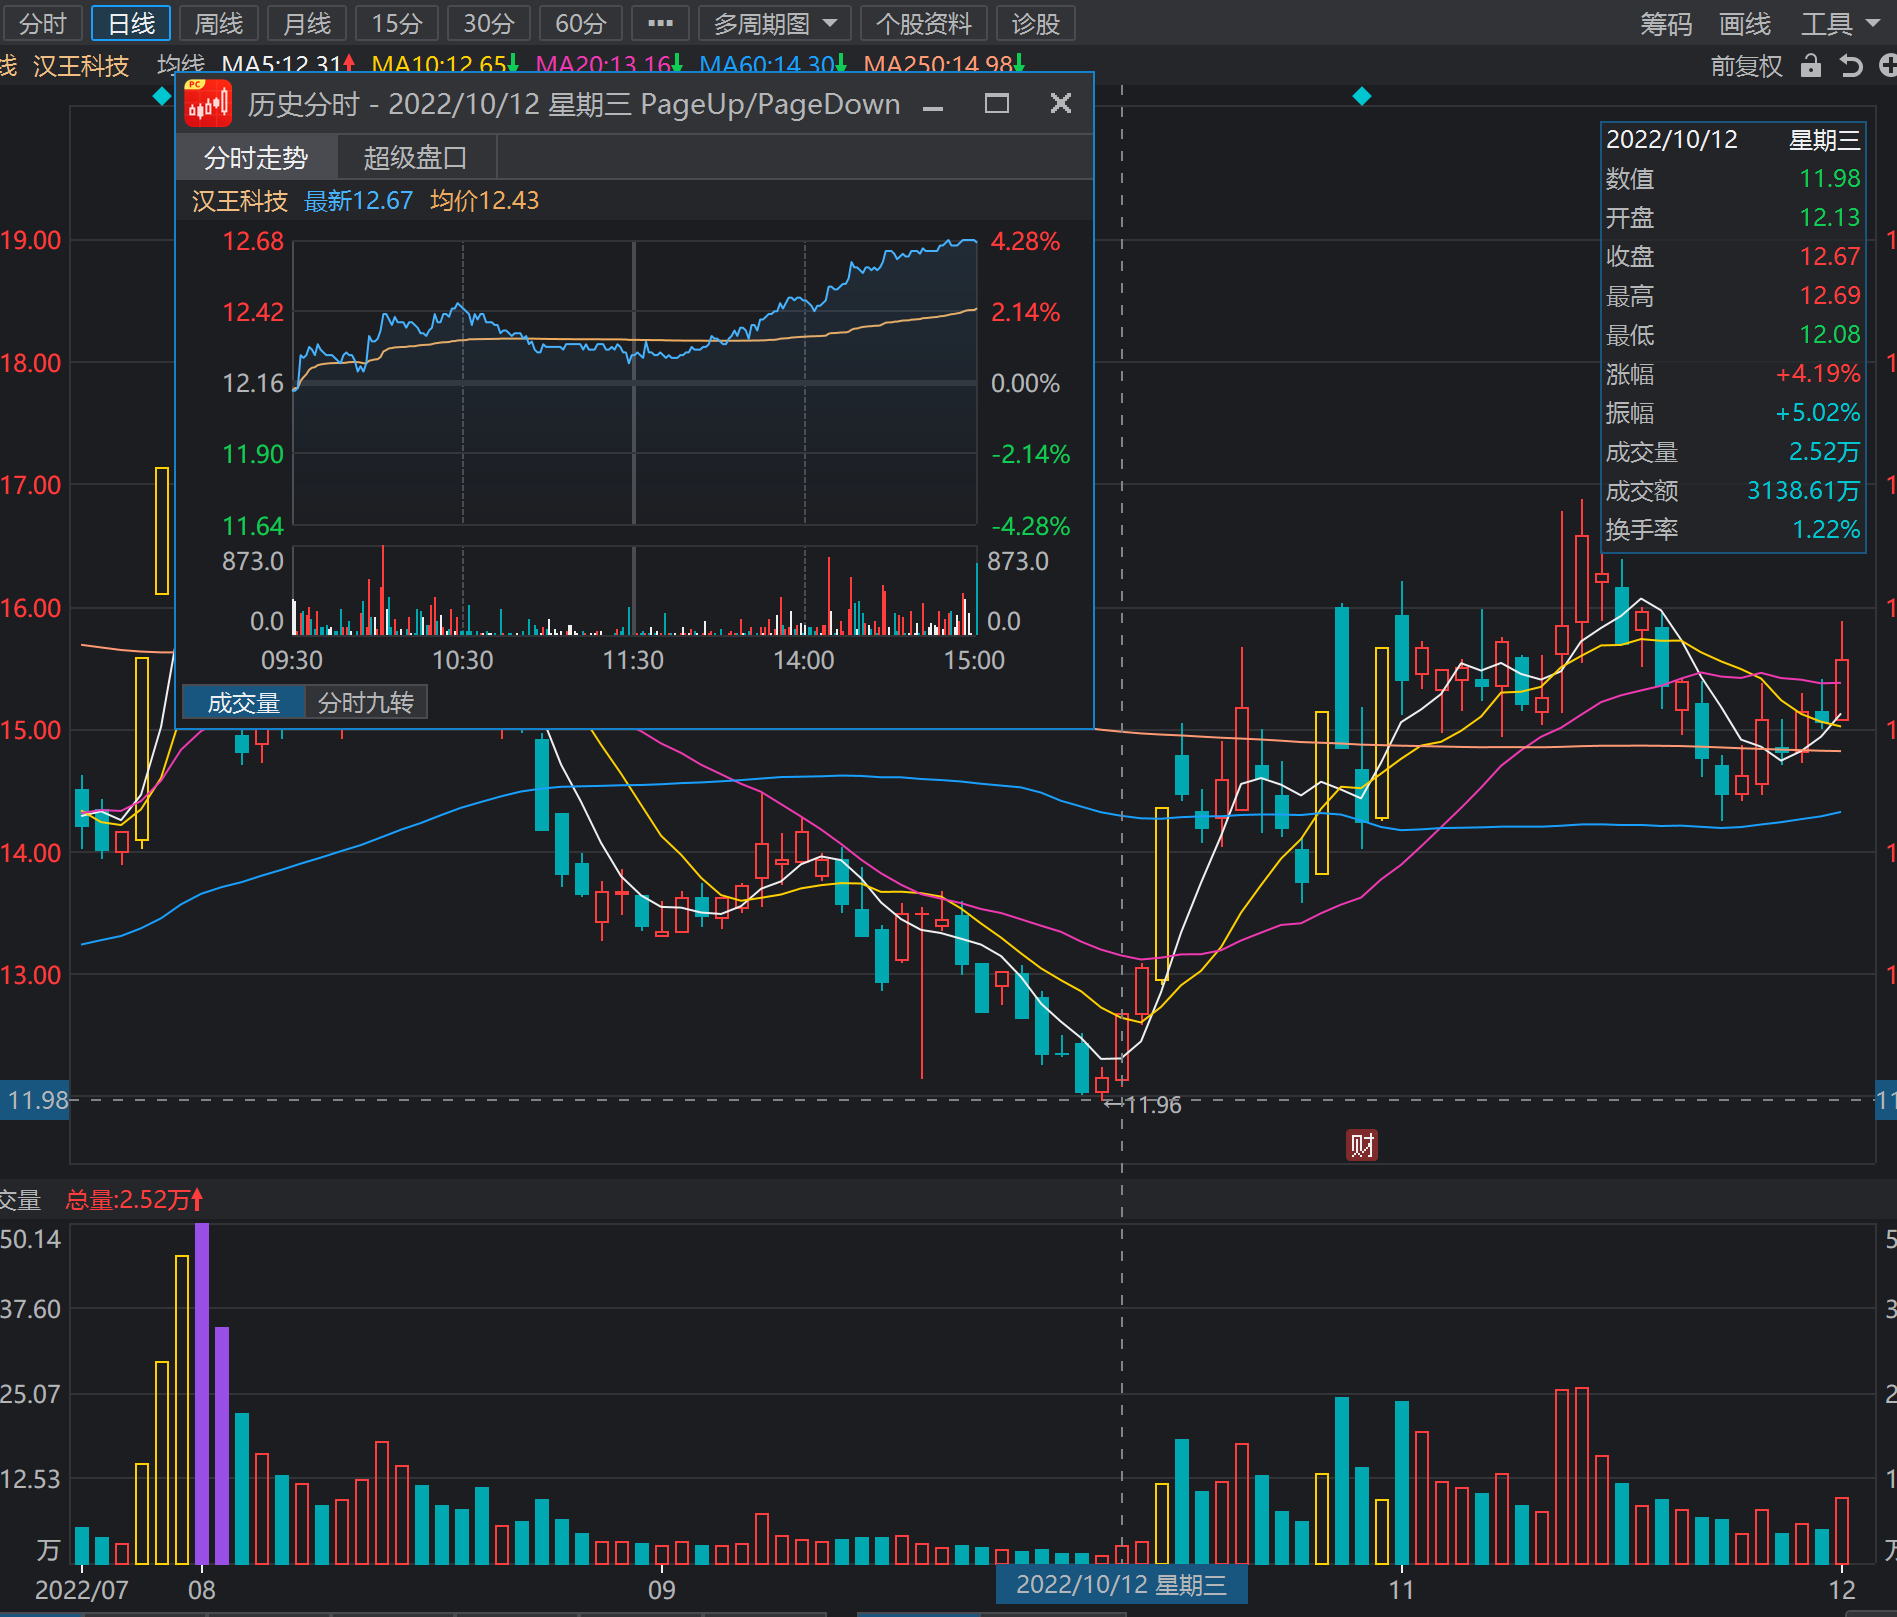 分时 日线 周线 月线 15分 30分 60分 ··· 多周期图 个股资料 诊股 筹码 画线 工具
线 汉王科技 均线 MA5:12.31 MA10:12.65 MA20:13.16 MA60:14.30 MA250:14.98 前复权
历史分时 - 2022/10/12 星期三 PageUp/PageDown
分时走势 超级盘口
汉王科技 最新12.67 均价12.43
12.68 4.28%
12.42 2.14%
12.16 0.00%
11.90 -2.14%
11.64 -4.28%
873.0 873.0
0.0 0.0
09:30 10:30 11:30 14:00 15:00
成交量 分时九转
2022/10/12 星期三
数值 11.98
开盘 12.13
收盘 12.67
最高 12.69
最低 12.08
涨幅 +4.19%
振幅 +5.02%
成交量 2.52万
成交额 3138.61万
换手率 1.22%
19.00
18.00
17.00
16.00
15.00
14.00
13.00
11.98
11.96
财
交量 总量:2.52万
50.14
37.60
25.07
12.53
万
2022/07 08 09 2022/10/12 星期三 11 12